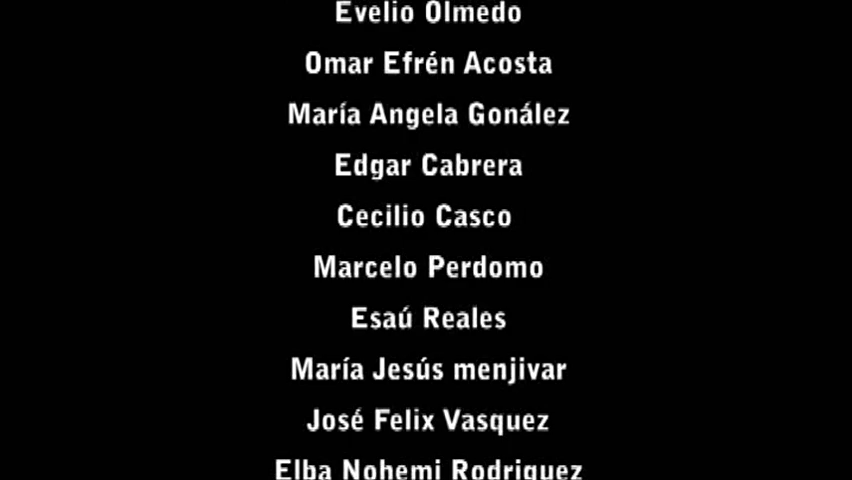 Evelio Olmedo
Omar Efrén Acosta
María Angela Gonález
Edgar Cabrera
Cecilio Casco
Marcelo Perdomo
Esaú Reales
María Jesús menjivar
José Felix Vasquez
Elba Nohemi Rodriguez